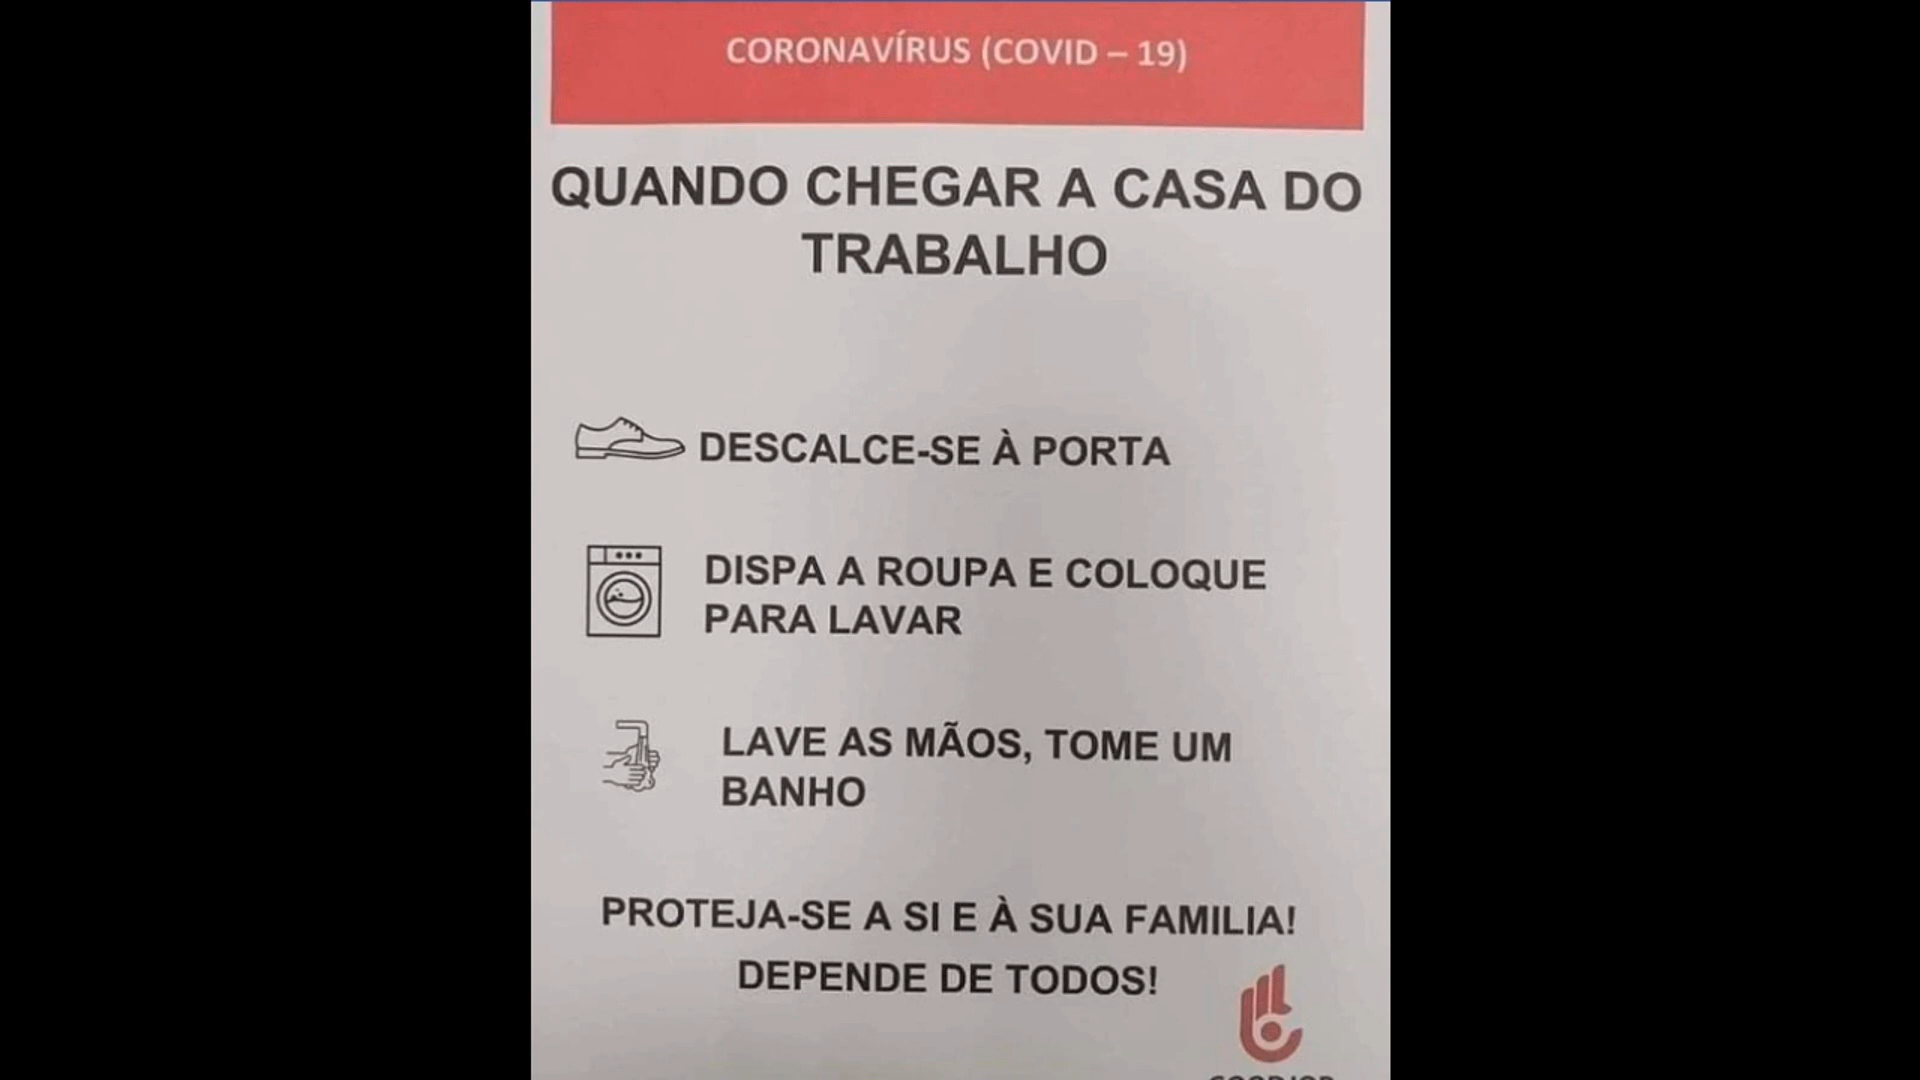 CORONAVÍRUS (COVID – 19)
QUANDO CHEGAR A CASA DO
TRABALHO
DESCALCE-SE À PORTA
DISPA A ROUPA E COLOQUE
PARA LAVAR
LAVE AS MÃOS, TOME UM
BANHO
PROTEJA-SE A SI E À SUA FAMILIA!
DEPENDE DE TODOS!